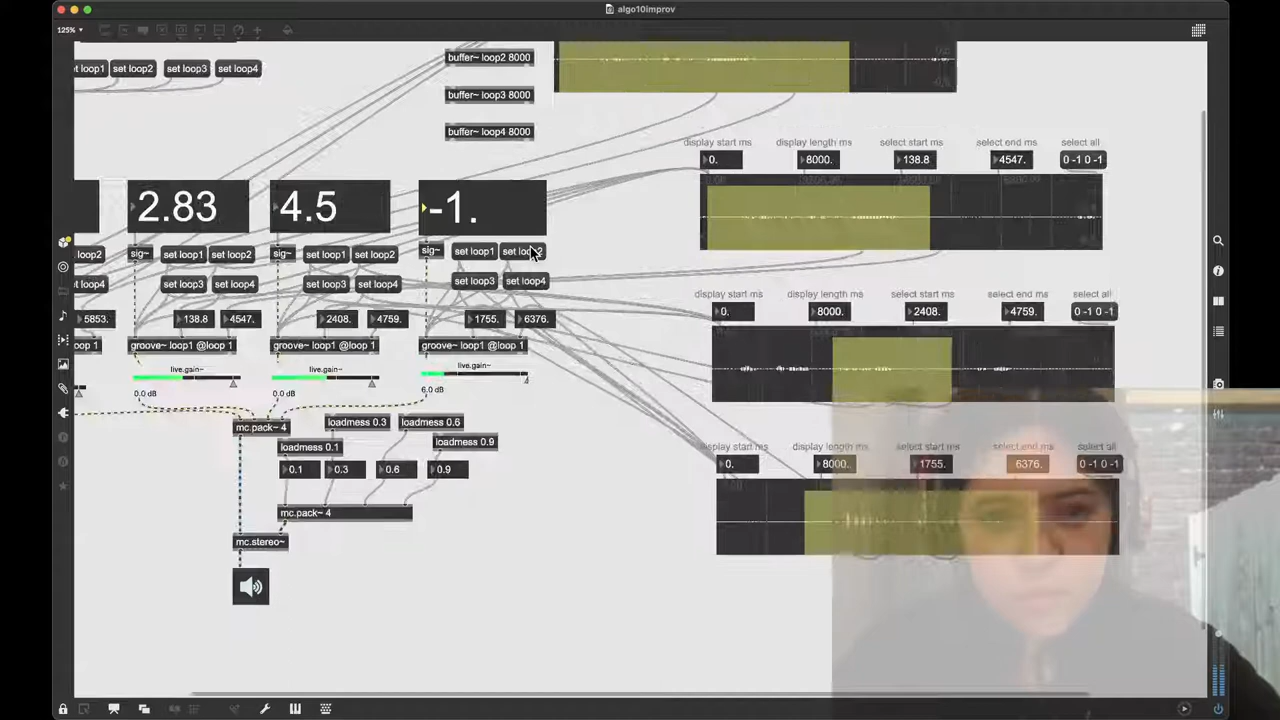 algo10improv
125%
set loop2
set loop3
set loop4
buffer~ loop2 8000
buffer~ loop3 8000
buffer~ loop4 8000
2.83
4.5
-1.
display start ms
display length ms
select start ms
select end ms
select all
0.
8000.
138.8
4547.
0 -1 0 -1
sig~
set loop1
set loop2
sig~
set loop1
set loop2
sig~
set loop1
set loop3
set loop4
set loop3
set loop4
set loop3
set loop4
5853.
138.8
4547.
2408.
4759.
1755.
6376.
groove~ loop1 @loop 1
groove~ loop1 @loop 1
groove~ loop1 @loop 1
live.gain~
live.gain~
live.gain~
0.0 dB
0.0 dB
6.0 dB
display start ms
display length ms
select start ms
select end ms
select all
0.
8000.
2408.
4759.
0 -1 0 -1
mc.pack~ 4
loadmess 0.3
loadmess 0.6
loadmess 0.1
loadmess 0.9
0.1
0.3
0.6
0.9
display start ms
display length ms
select start ms
select end ms
select all
0.
8000.
1755.
6376.
0 -1 0 -1
mc.pack~ 4
mc.stereo~